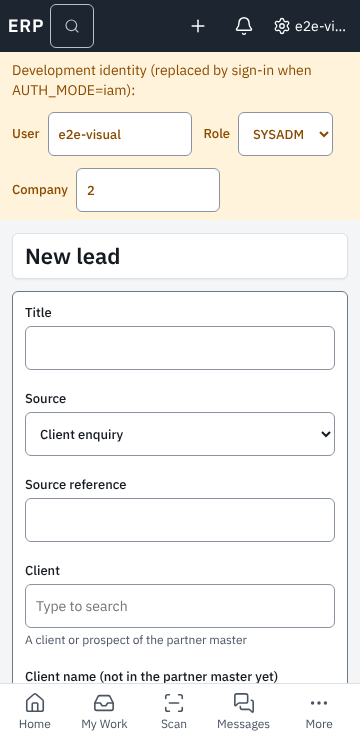 ERP
e2e-vi...
Development identity (replaced by sign-in when
AUTH_MODE=iam):
User e2e-visual Role SYSADM
Company 2
New lead
Title
Source
Client enquiry
Source reference
Client
Type to search
A client or prospect of the partner master
Client name (not in the partner master yet)
Home My Work Scan Messages More